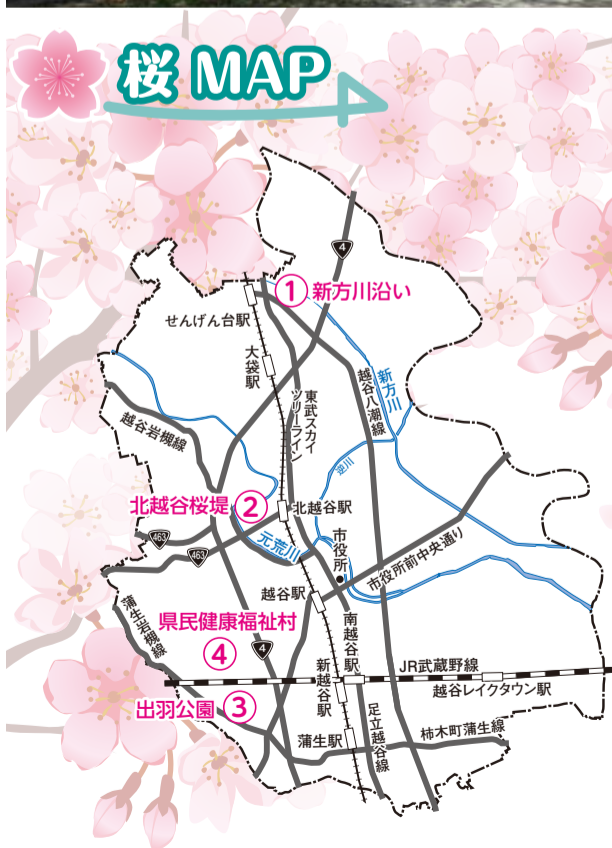 桜 MAP
4
① 新方川沿い
せんげん台駅
大袋駅
東武スカイ
ツリーライン
越谷八潮線
新方川
越谷岩槻線
逆川
北越谷桜堤 ②
北越谷駅
463
463
元荒川
市役所
市役所前中央通り
越谷駅
蒲生岩槻線
県民健康福祉村
④
4
南越谷駅
新越谷駅
JR武蔵野線
越谷レイクタウン駅
出羽公園 ③
蒲生駅
足立越谷線
柿木町蒲生線